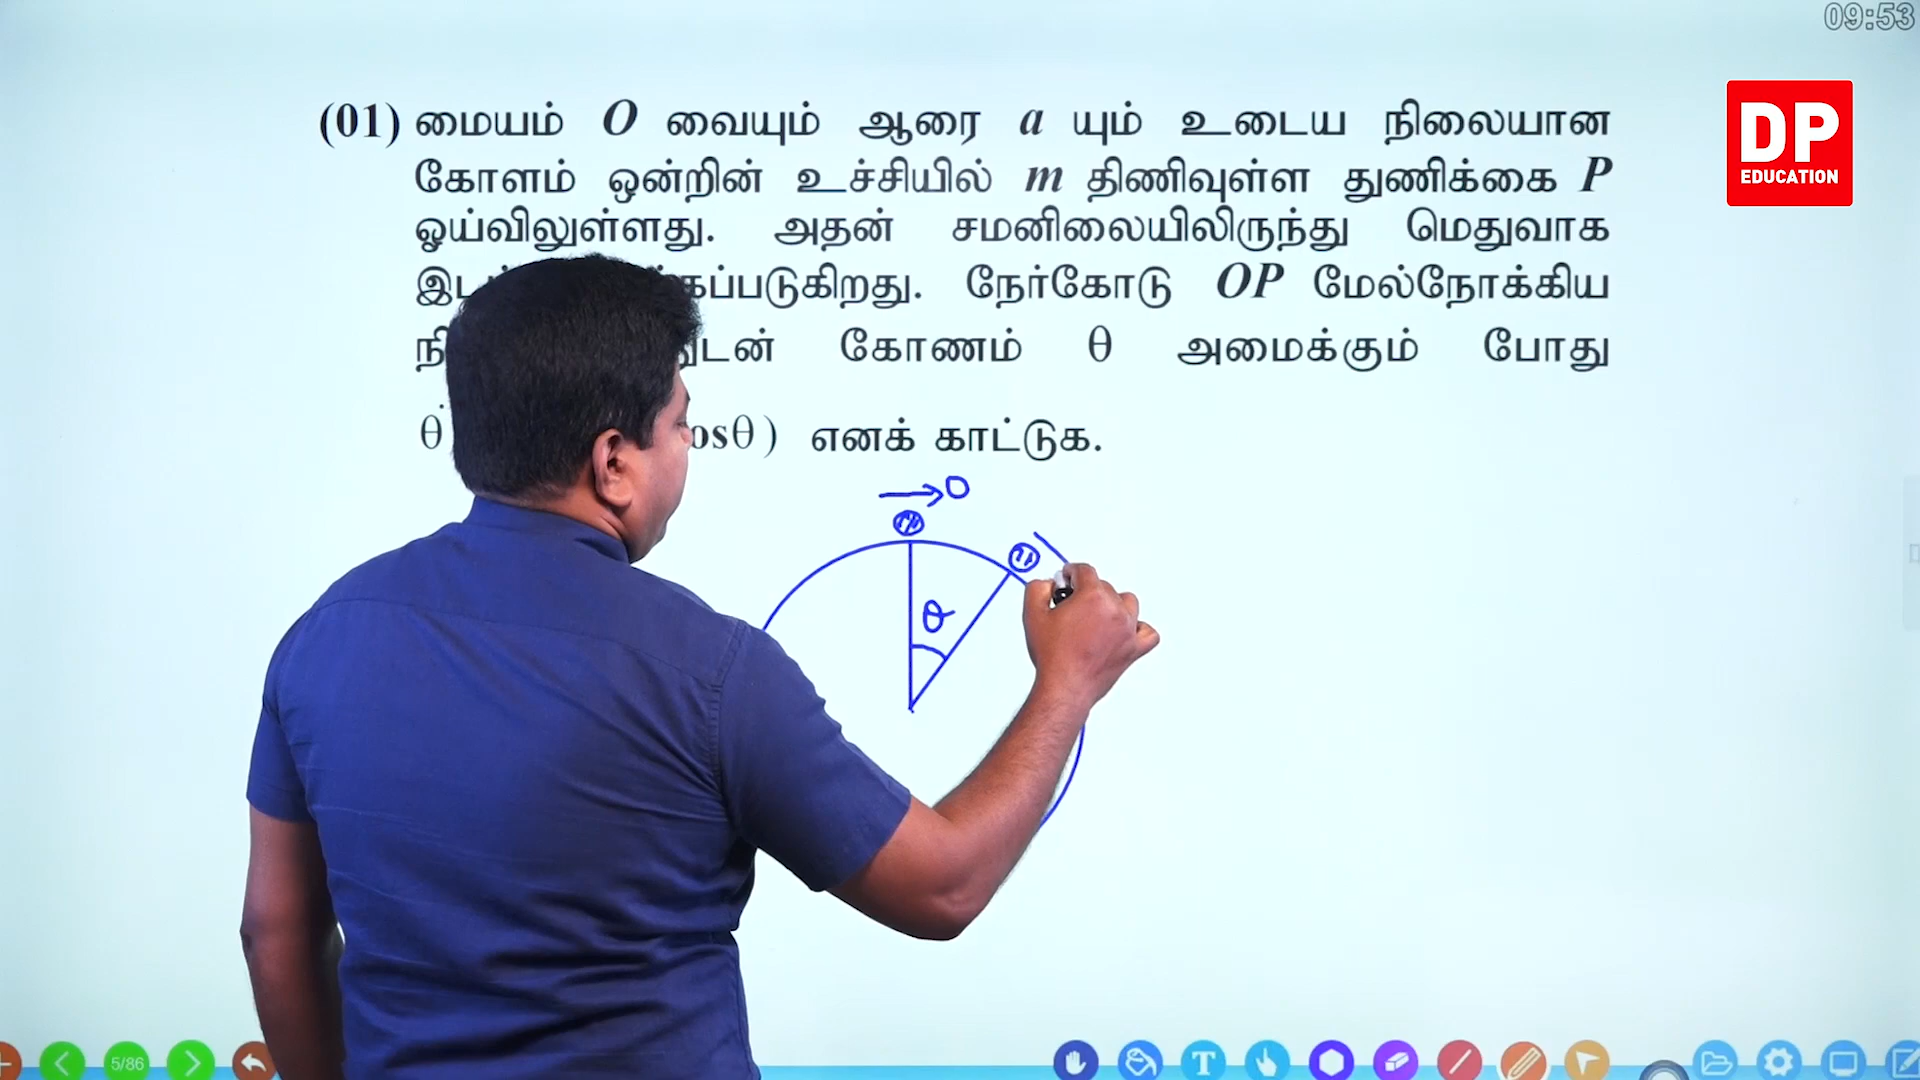 09:53
DP
EDUCATION
(01) மையம் O வையும் ஆரை a யும் உடைய நிலையான
கோளம் ஒன்றின் உச்சியில் m திணிவுள்ள துணிக்கை P
ஓய்விலுள்ளது. அதன் சமனிலையிலிருந்து மெதுவாக
கப்படுகிறது. நேர்கோடு OP மேல்நோக்கிய
கோணம் θ அமைக்கும் போது
osθ) எனக் காட்டுக.
0
θ
5/86
T